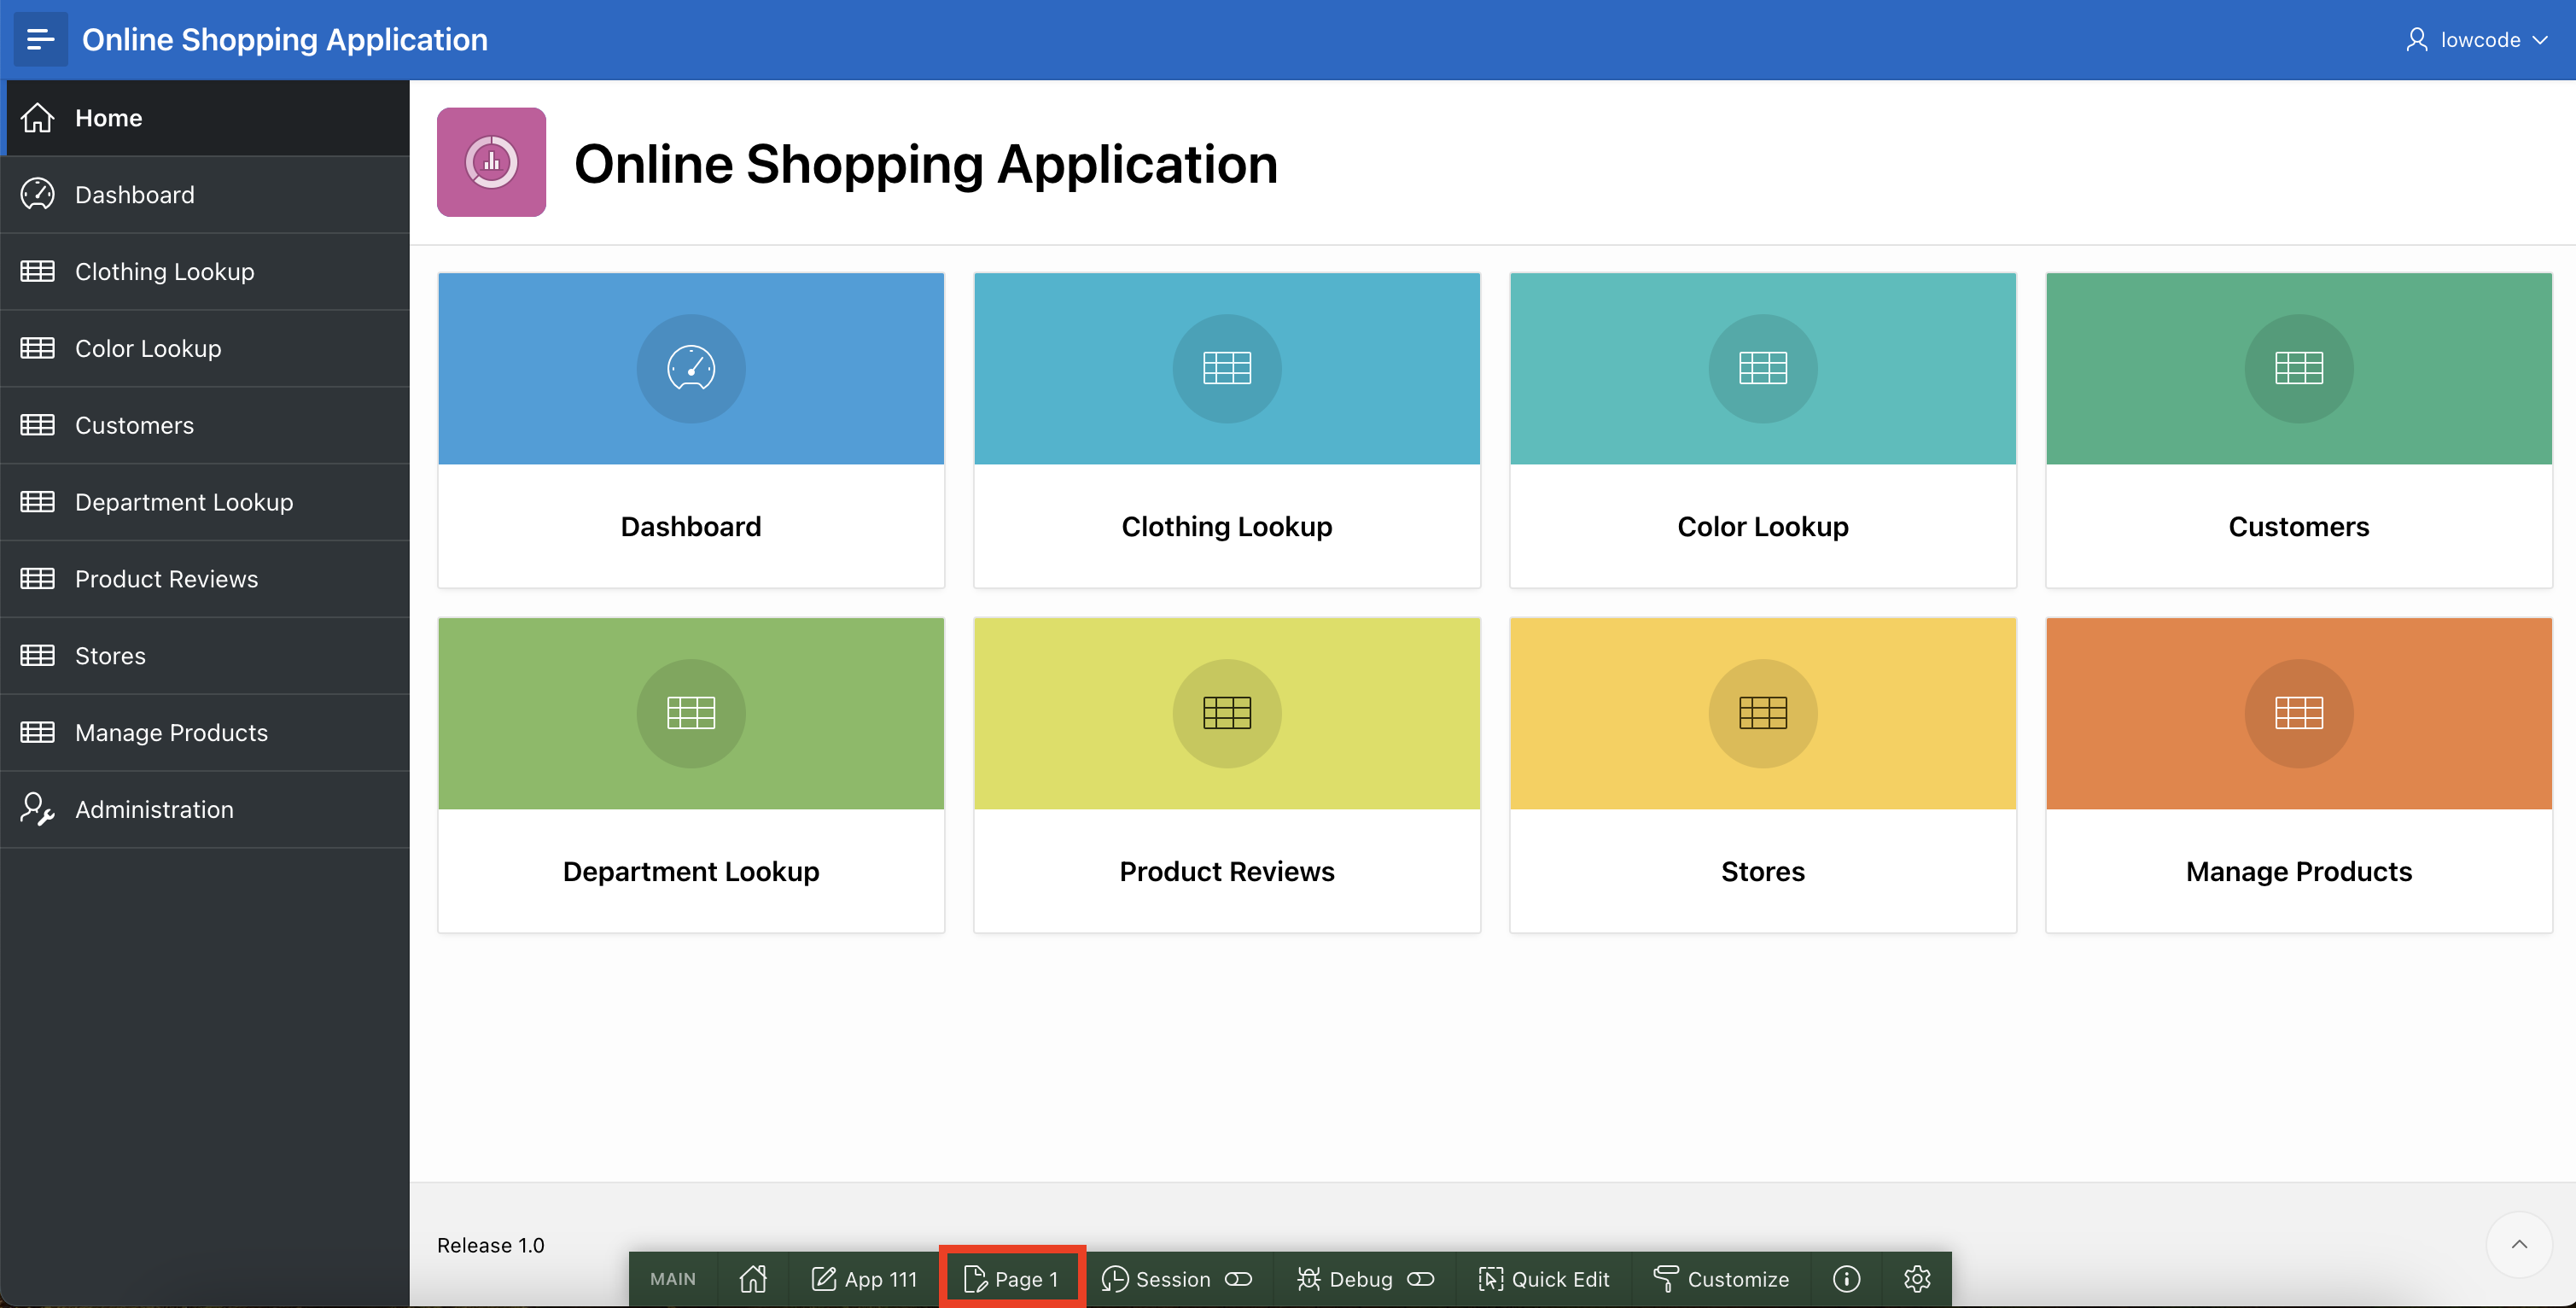 Online Shopping Application
lowcode
Home
Dashboard
Clothing Lookup
Color Lookup
Customers
Department Lookup
Product Reviews
Stores
Manage Products
Administration
Online Shopping Application
Dashboard
Clothing Lookup
Color Lookup
Customers
Department Lookup
Product Reviews
Stores
Manage Products
Release 1.0
MAIN
App 111
Page 1
Session
Debug
Quick Edit
Customize